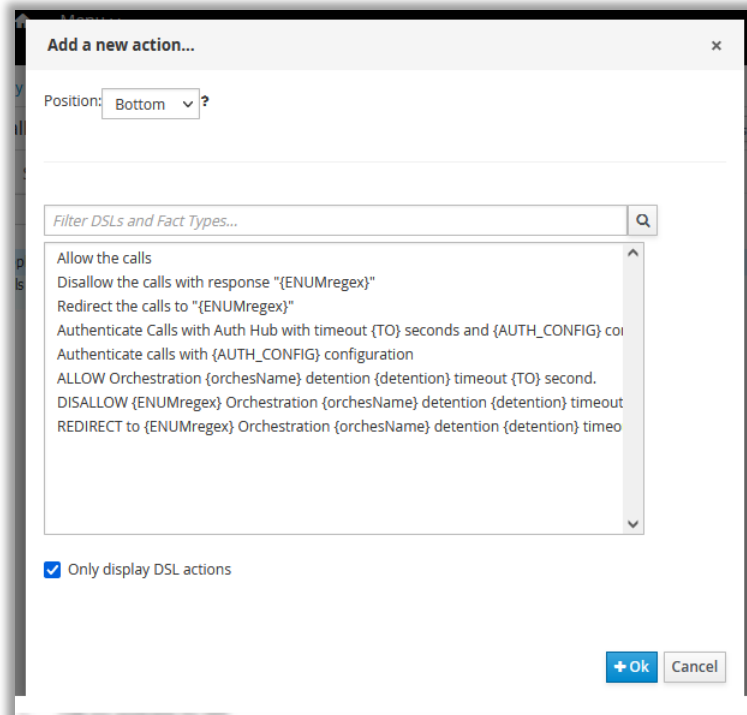 Menu
Add a new action...
×
Position: Bottom ?
Filter DSLs and Fact Types...
Allow the calls
Disallow the calls with response "{ENUMregex}"
Redirect the calls to "{ENUMregex}"
Authenticate Calls with Auth Hub with timeout {TO} seconds and {AUTH_CONFIG}
Authenticate calls with {AUTH_CONFIG} configuration
ALLOW Orchestration {orchesName} detention {detention} timeout {TO} second.
DISALLOW {ENUMregex} Orchestration {orchesName} detention {detention} timeout
REDIRECT to {ENUMregex} Orchestration {orchesName} detention {detention} timeo
Only display DSL actions
+ Ok Cancel